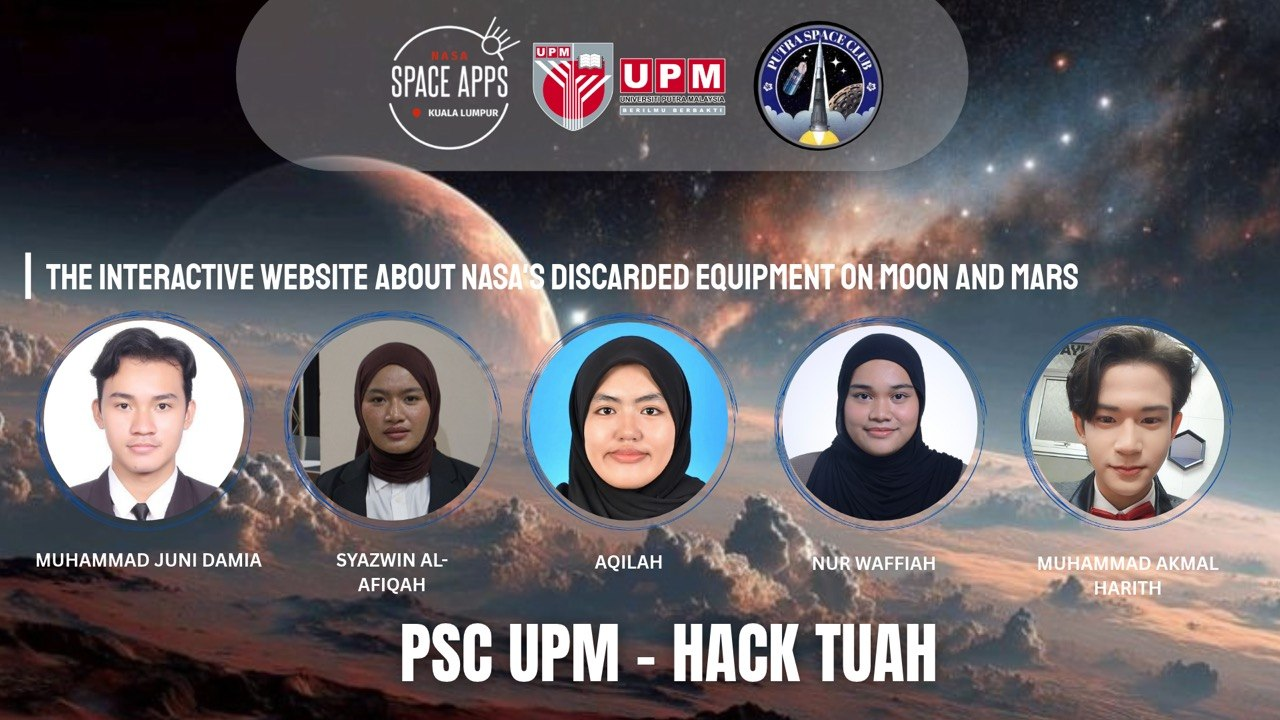 NASA
SPACE APPS
KUALA LUMPUR
UPM
UPM
UNIVERSITI PUTRA MALAYSIA
BERILMU BERBAKTI
PUTRA SPACE CLUB
THE INTERACTIVE WEBSITE ABOUT NASA'S DISCARDED EQUIPMENT ON MOON AND MARS
MUHAMMAD JUNI DAMIA
SYAZWIN AL-
AFIQAH
AQILAH
NUR WAFFIAH
MUHAMMAD AKMAL
HARITH
PSC UPM - HACK TUAH